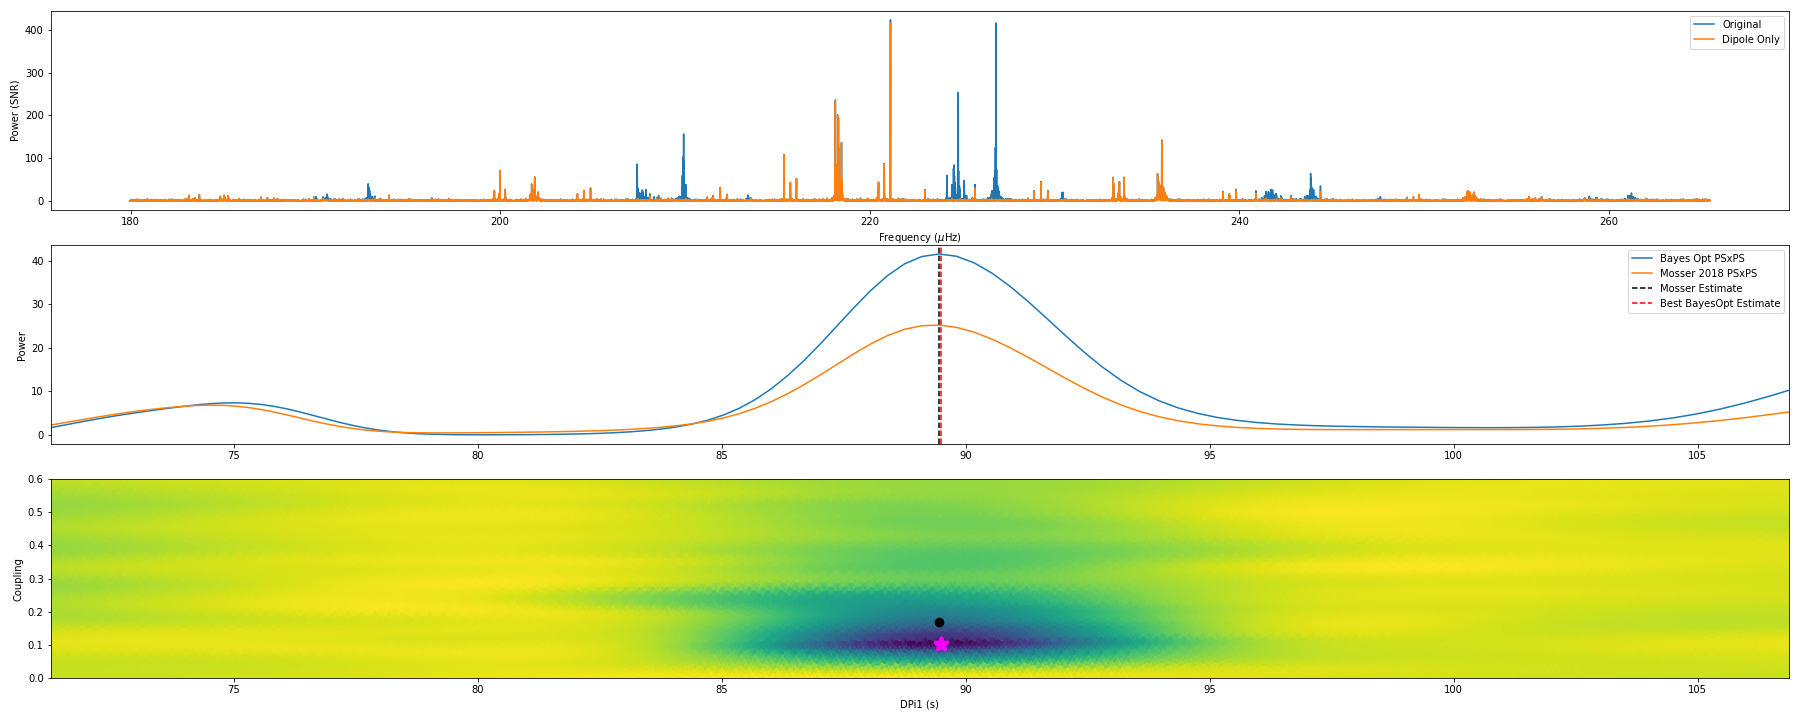 Power (SNR)
400
300
200
100
0
Original
Dipole Only
180 200 220 240 260
Frequency (μHz)
Power
40
30
20
10
0
Bayes Opt PSxPS
Mosser 2018 PSxPS
Mosser Estimate
Best BayesOpt Estimate
75 80 85 90 95 100 105
Coupling
0.6
0.5
0.4
0.3
0.2
0.1
0.0
75 80 85 90 95 100 105
DPi1 (s)